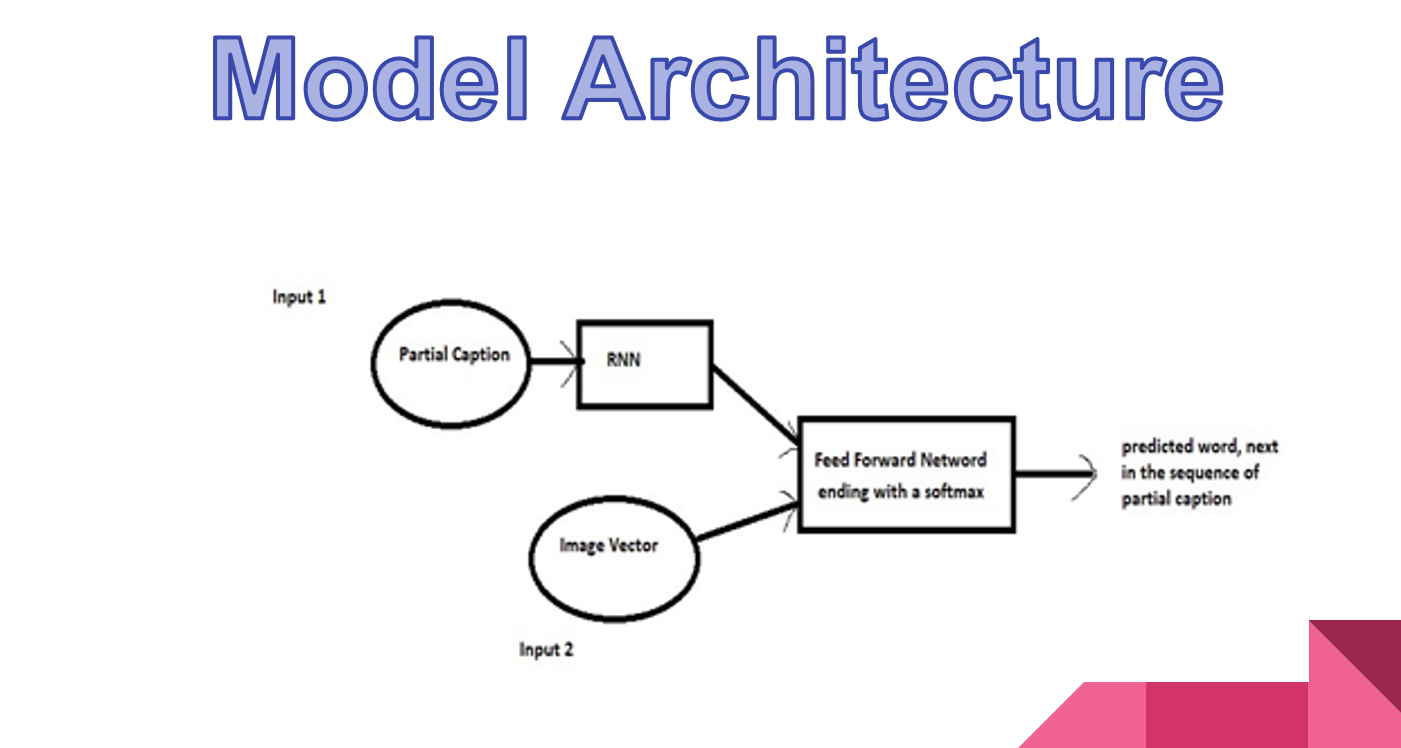 Model Architecture
Input 1
Partial Caption
RNN
Feed Forward Netword
ending with a softmax
predicted word, next
in the sequence of
partial caption
Image Vector
Input 2